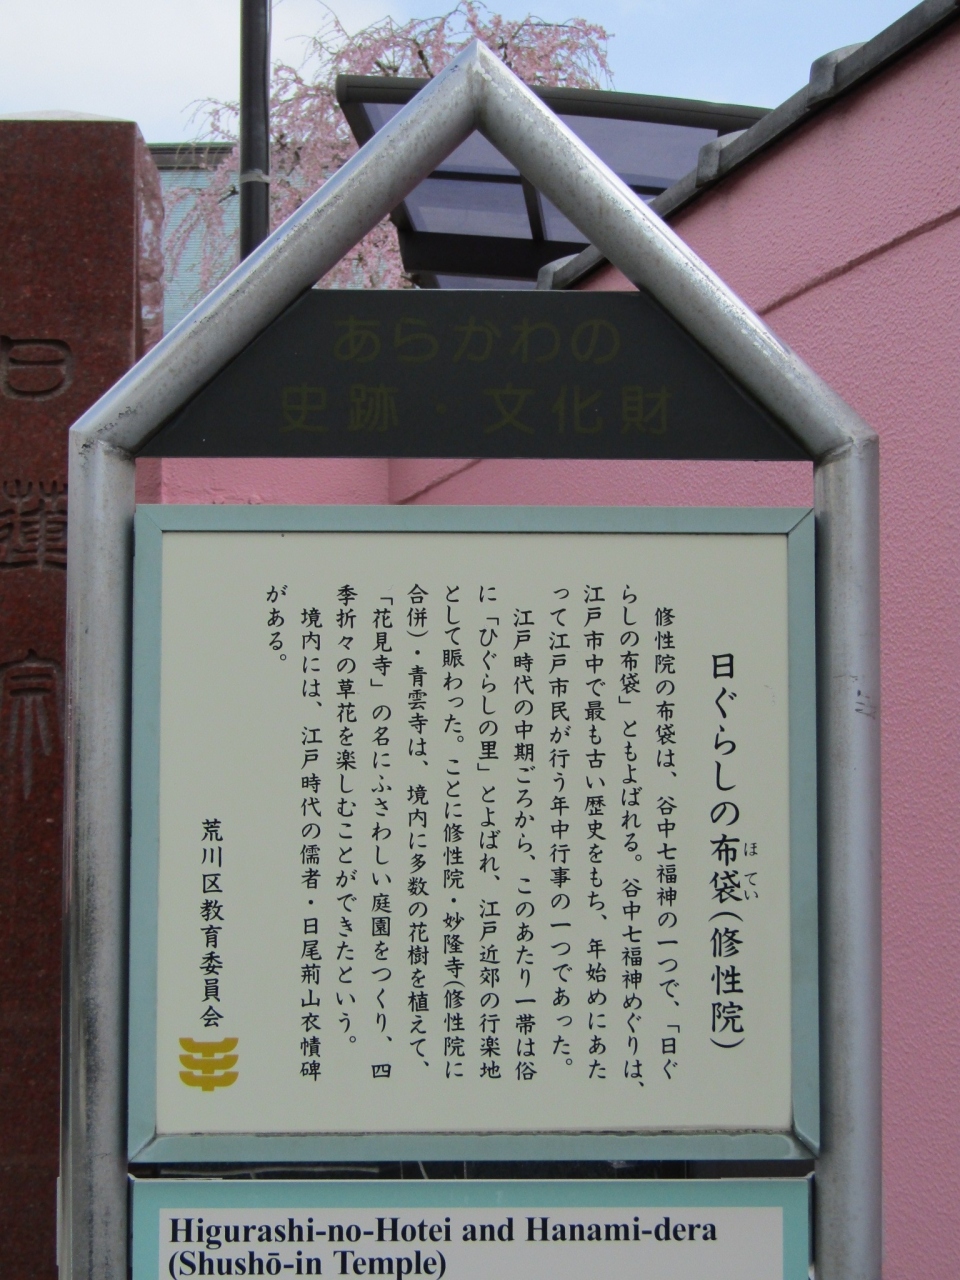 日蓮宗
あらかわの
史跡・文化財
日ぐらしの布袋(修性院)
ほてい
修性院の布袋は、谷中七福神の一つで、「日ぐ
らしの布袋」ともよばれる。谷中七福神めぐりは、
江戸市中で最も古い歴史をもち、年始めにあた
って江戸市民が行う年中行事の一つであった。
江戸時代の中期ごろから、このあたり一帯は俗
に「ひぐらしの里」とよばれ、江戸近郊の行楽地
として賑わった。ことに修性院・妙隆寺(修性院に
合併)・青雲寺は、境内に多数の花樹を植えて、
「花見寺」の名にふさわしい庭園をつくり、四
季折々の草花を楽しむことができたという。
境内には、江戸時代の儒者・日尾荊山衣幘碑
がある。
荒川区教育委員会
Higurashi-no-Hotei and Hanami-dera
(Shushō-in Temple)